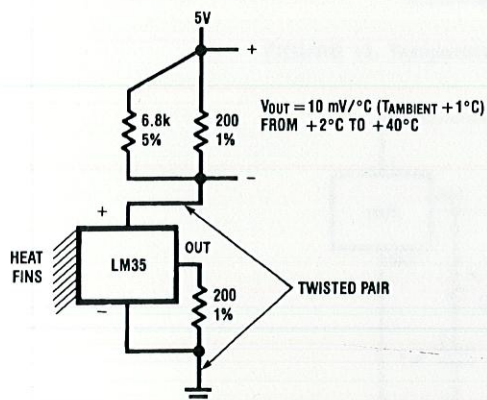 5V
+
6.8k
5%
200
1%
VOUT = 10 mV/°C (TAMBIENT + 1°C)
FROM +2°C TO +40°C
−
+
HEAT
FINS
LM35
OUT
200
1%
TWISTED PAIR
−